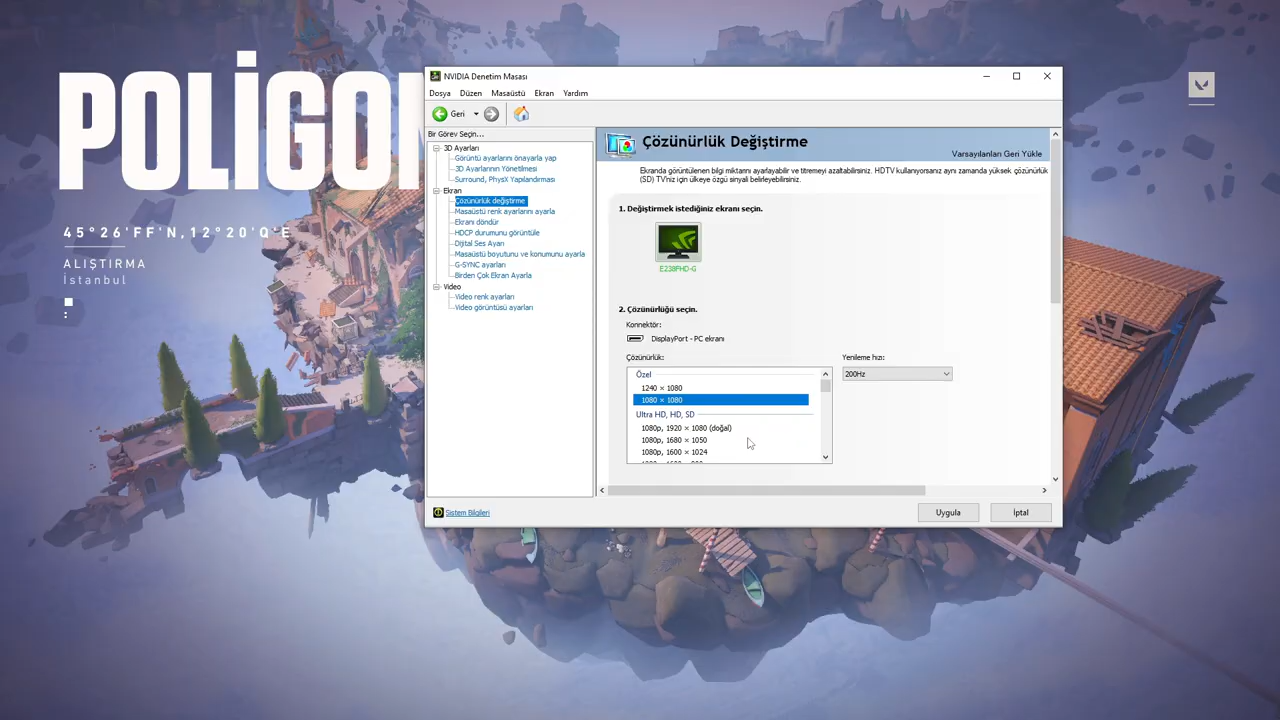 POLİGO
45°26'FF'N,12°20'Q'E
ALIŞTIRMA
İstanbul
NVIDIA Denetim Masası
Dosya Düzen Masaüstü Ekran Yardım
Geri
Bir Görev Seçin...
3D Ayarları
Görüntü ayarlarını önayarla yap
3D Ayarlarının Yönetilmesi
Surround, PhysX Yapılandırması
Ekran
Çözünürlük değiştirme
Masaüstü renk ayarlarını ayarla
Ekranı döndür
HDCP durumunu görüntüle
Dijital Ses Ayarı
Masaüstü boyutunu ve konumunu ayarla
G-SYNC ayarları
Birden Çok Ekran Ayarla
Video
Video renk ayarları
Video görüntüsü ayarları
Sistem Bilgileri
Çözünürlük Değiştirme
Varsayılanları Geri Yükle
Ekranda görüntülenen bilgi miktarını ayarlayabilir ve titremeyi azaltabilirsiniz. HDTV kullanıyorsanız aynı zamanda yüksek çözünürlük
(SD) TV'niz için ülkeye özgü sinyali belirleyebilirsiniz.
1. Değiştirmek istediğiniz ekranı seçin.
E238FHD-G
2. Çözünürlüğü seçin.
Konnektör:
DisplayPort - PC ekranı
Çözünürlük:
Yenileme hızı:
200Hz
Özel
1240 × 1080
1080 × 1080
Ultra HD, HD, SD
1080p, 1920 × 1080 (doğal)
1080p, 1680 × 1050
1080p, 1600 × 1024
Uygula
İptal